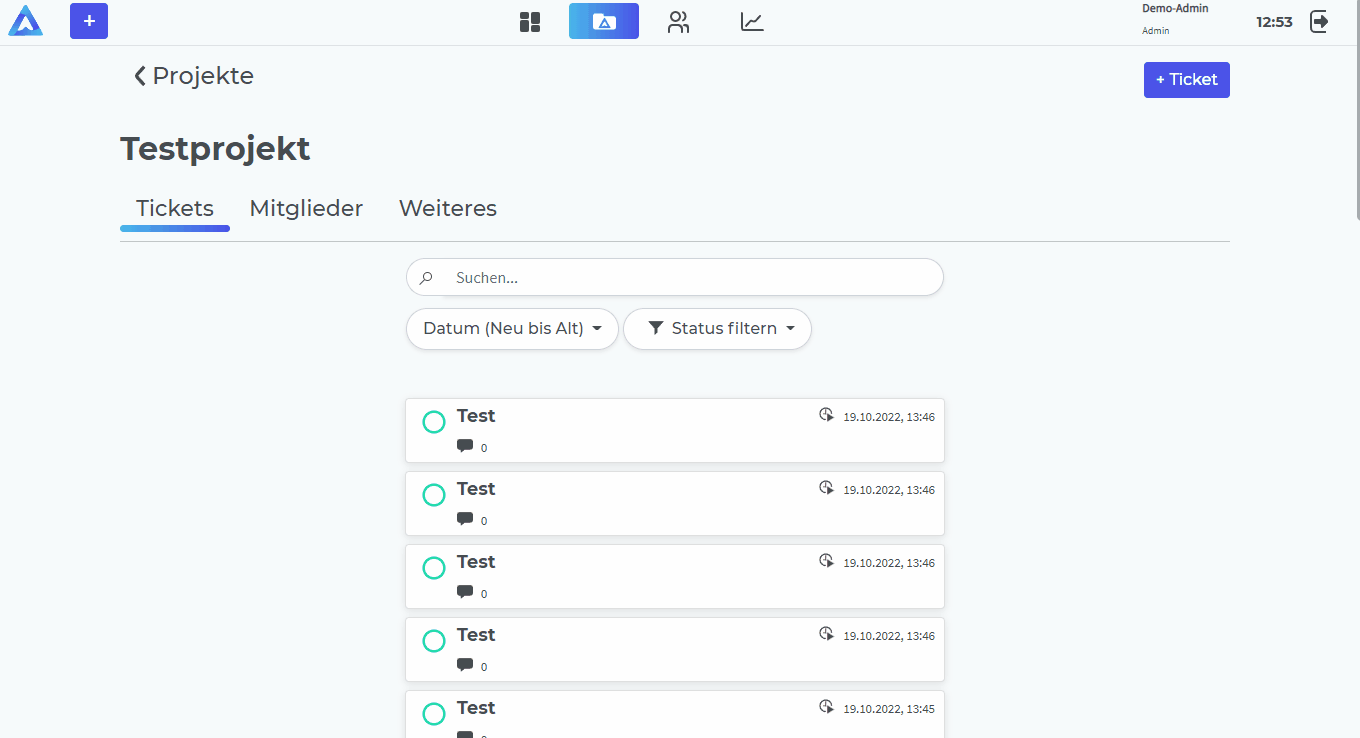 +
Demo-Admin
Admin
12:53
Projekte
+ Ticket
Testprojekt
Tickets Mitglieder Weiteres
Suchen...
Datum (Neu bis Alt) Status filtern
Test 19.10.2022, 13:46
0
Test 19.10.2022, 13:46
0
Test 19.10.2022, 13:46
0
Test 19.10.2022, 13:46
0
Test 19.10.2022, 13:45